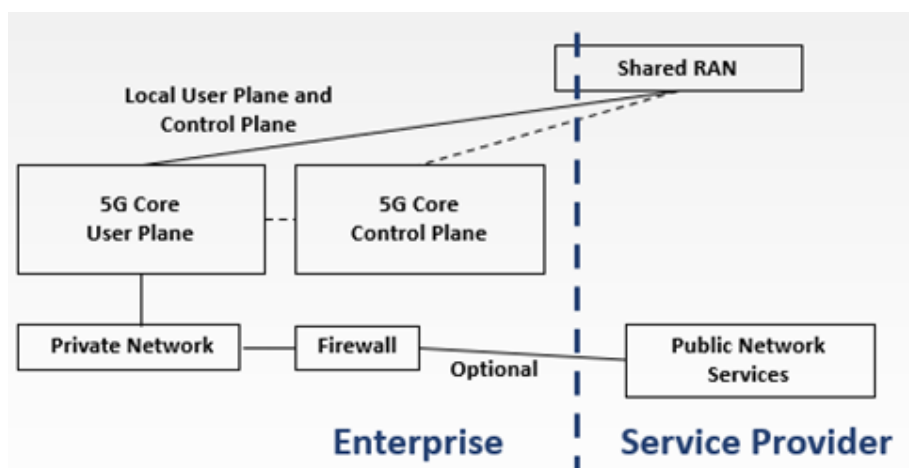 Shared RAN
Local User Plane and
Control Plane
5G Core
User Plane
5G Core
Control Plane
Private Network
Firewall
Optional
Public Network
Services
Enterprise
Service Provider